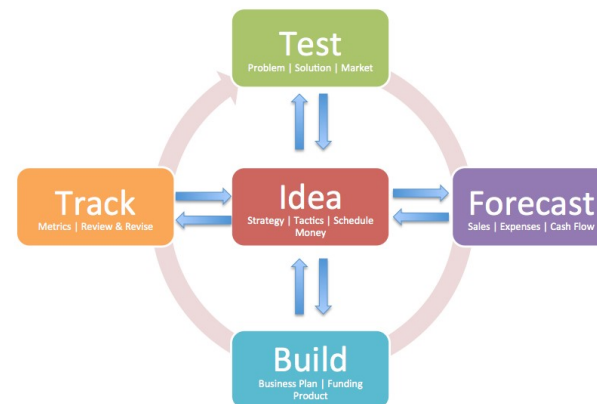 Test
Problem | Solution | Market
Track
Metrics | Review & Revise
Idea
Strategy | Tactics | Schedule
Money
Forecast
Sales | Expenses | Cash Flow
Build
Business Plan | Funding
Product